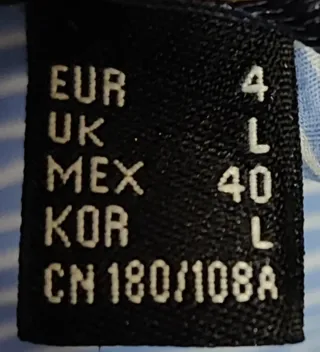 EUR 4
UK L
MEX 40
KOR L
CN 180/108A